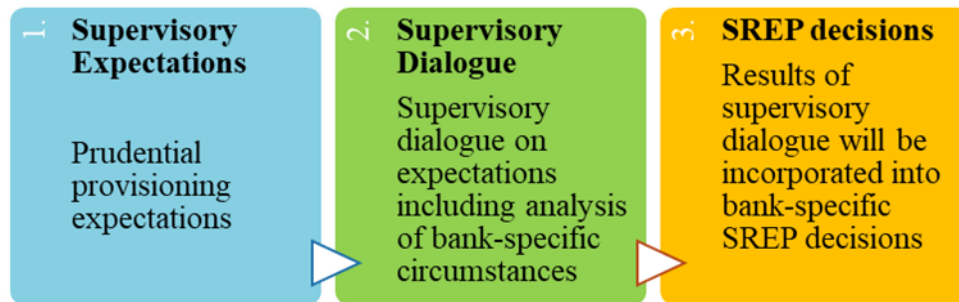 1.
Supervisory
Expectations
Prudential
provisioning
expectations
2.
Supervisory
Dialogue
Supervisory
dialogue on
expectations
including analysis
of bank-specific
circumstances
3.
SREP decisions
Results of
supervisory
dialogue will be
incorporated into
bank-specific
SREP decisions